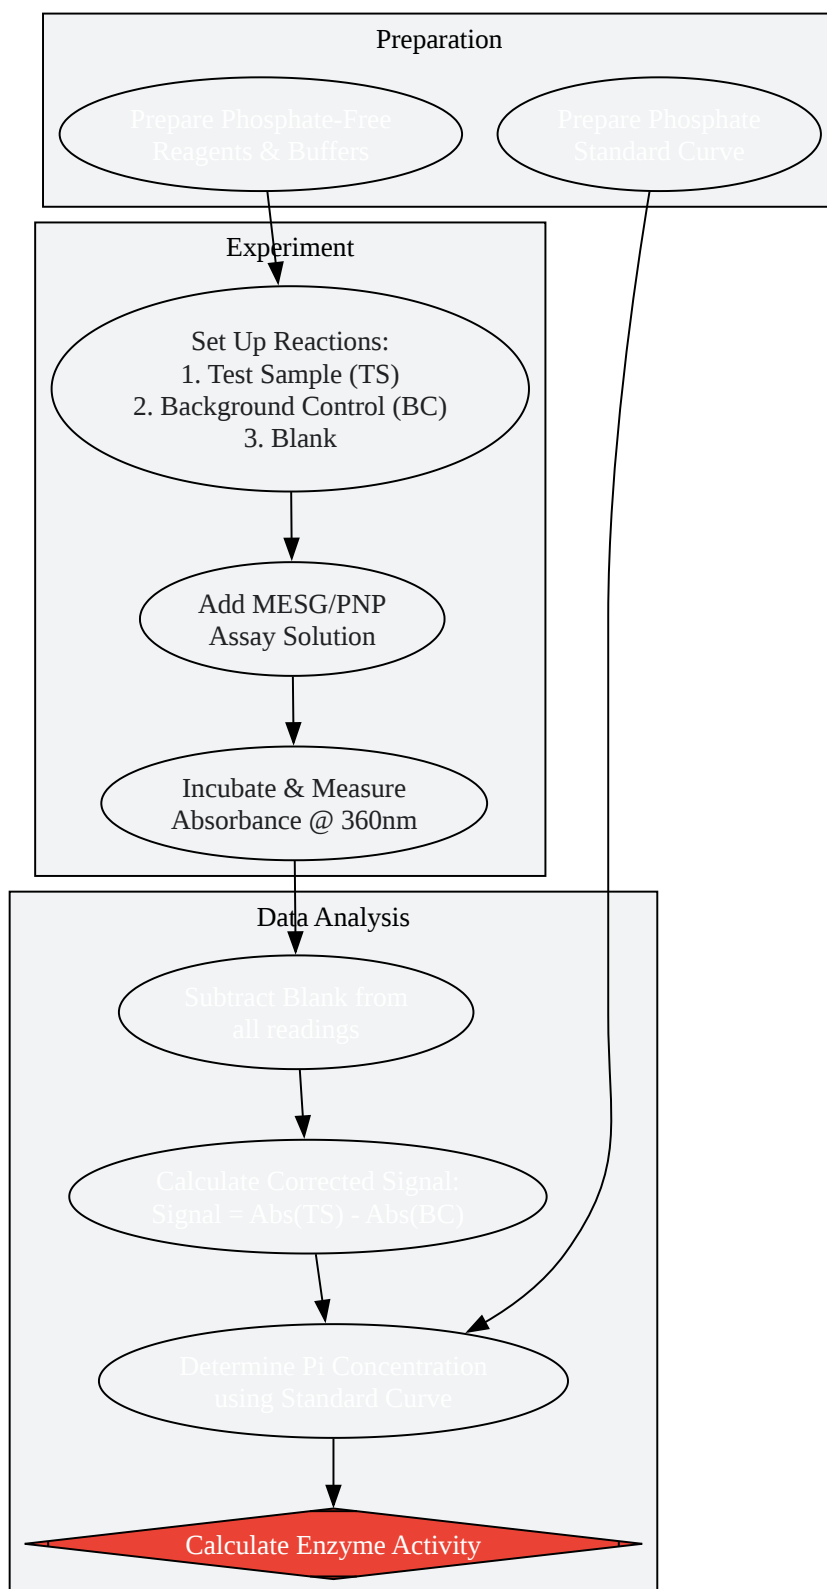 Preparation
Prepare Phosphate-Free
Reagents & Buffers
Prepare Phosphate
Standard Curve
Experiment
Set Up Reactions:
1. Test Sample (TS)
2. Background Control (BC)
3. Blank
Add MESG/PNP
Assay Solution
Incubate & Measure
Absorbance @ 360nm
Data Analysis
Subtract Blank from
all readings
Calculate Corrected Signal:
Signal = Abs(TS) - Abs(BC)
Determine Pi Concentration
using Standard Curve
Calculate Enzyme Activity